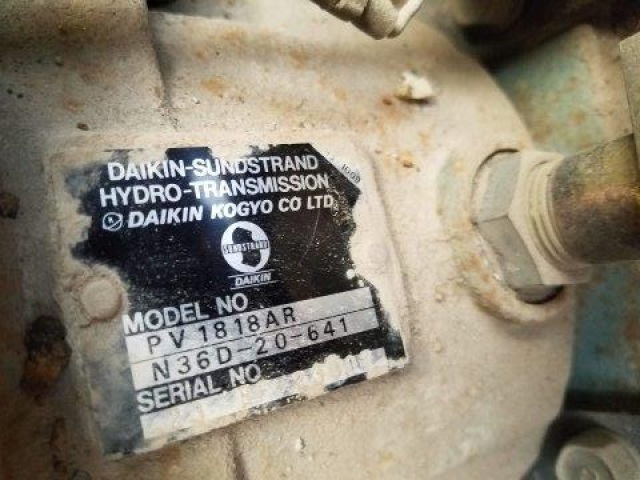 DAIKIN-SUNDSTRAND
HYDRO-TRANSMISSION
DAIKIN KOGYO CO LTD
SUNDSTRAND
DAIKIN
MODEL NO
PV1818AR
N36D-20-641
SERIAL NO